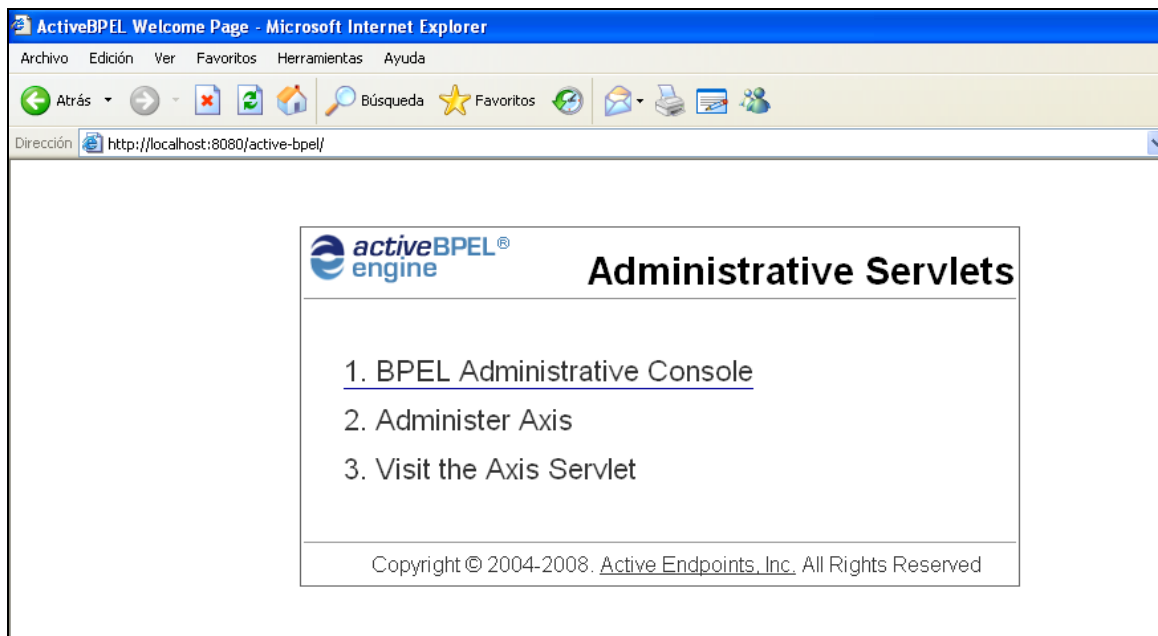 ActiveBPEL Welcome Page - Microsoft Internet Explorer
Archivo Edición Ver Favoritos Herramientas Ayuda
Atrás Búsqueda Favoritos
Dirección http://localhost:8080/active-bpel/
activeBPEL®
engine
Administrative Servlets
1. BPEL Administrative Console
2. Administer Axis
3. Visit the Axis Servlet
Copyright © 2004-2008. Active Endpoints, Inc. All Rights Reserved